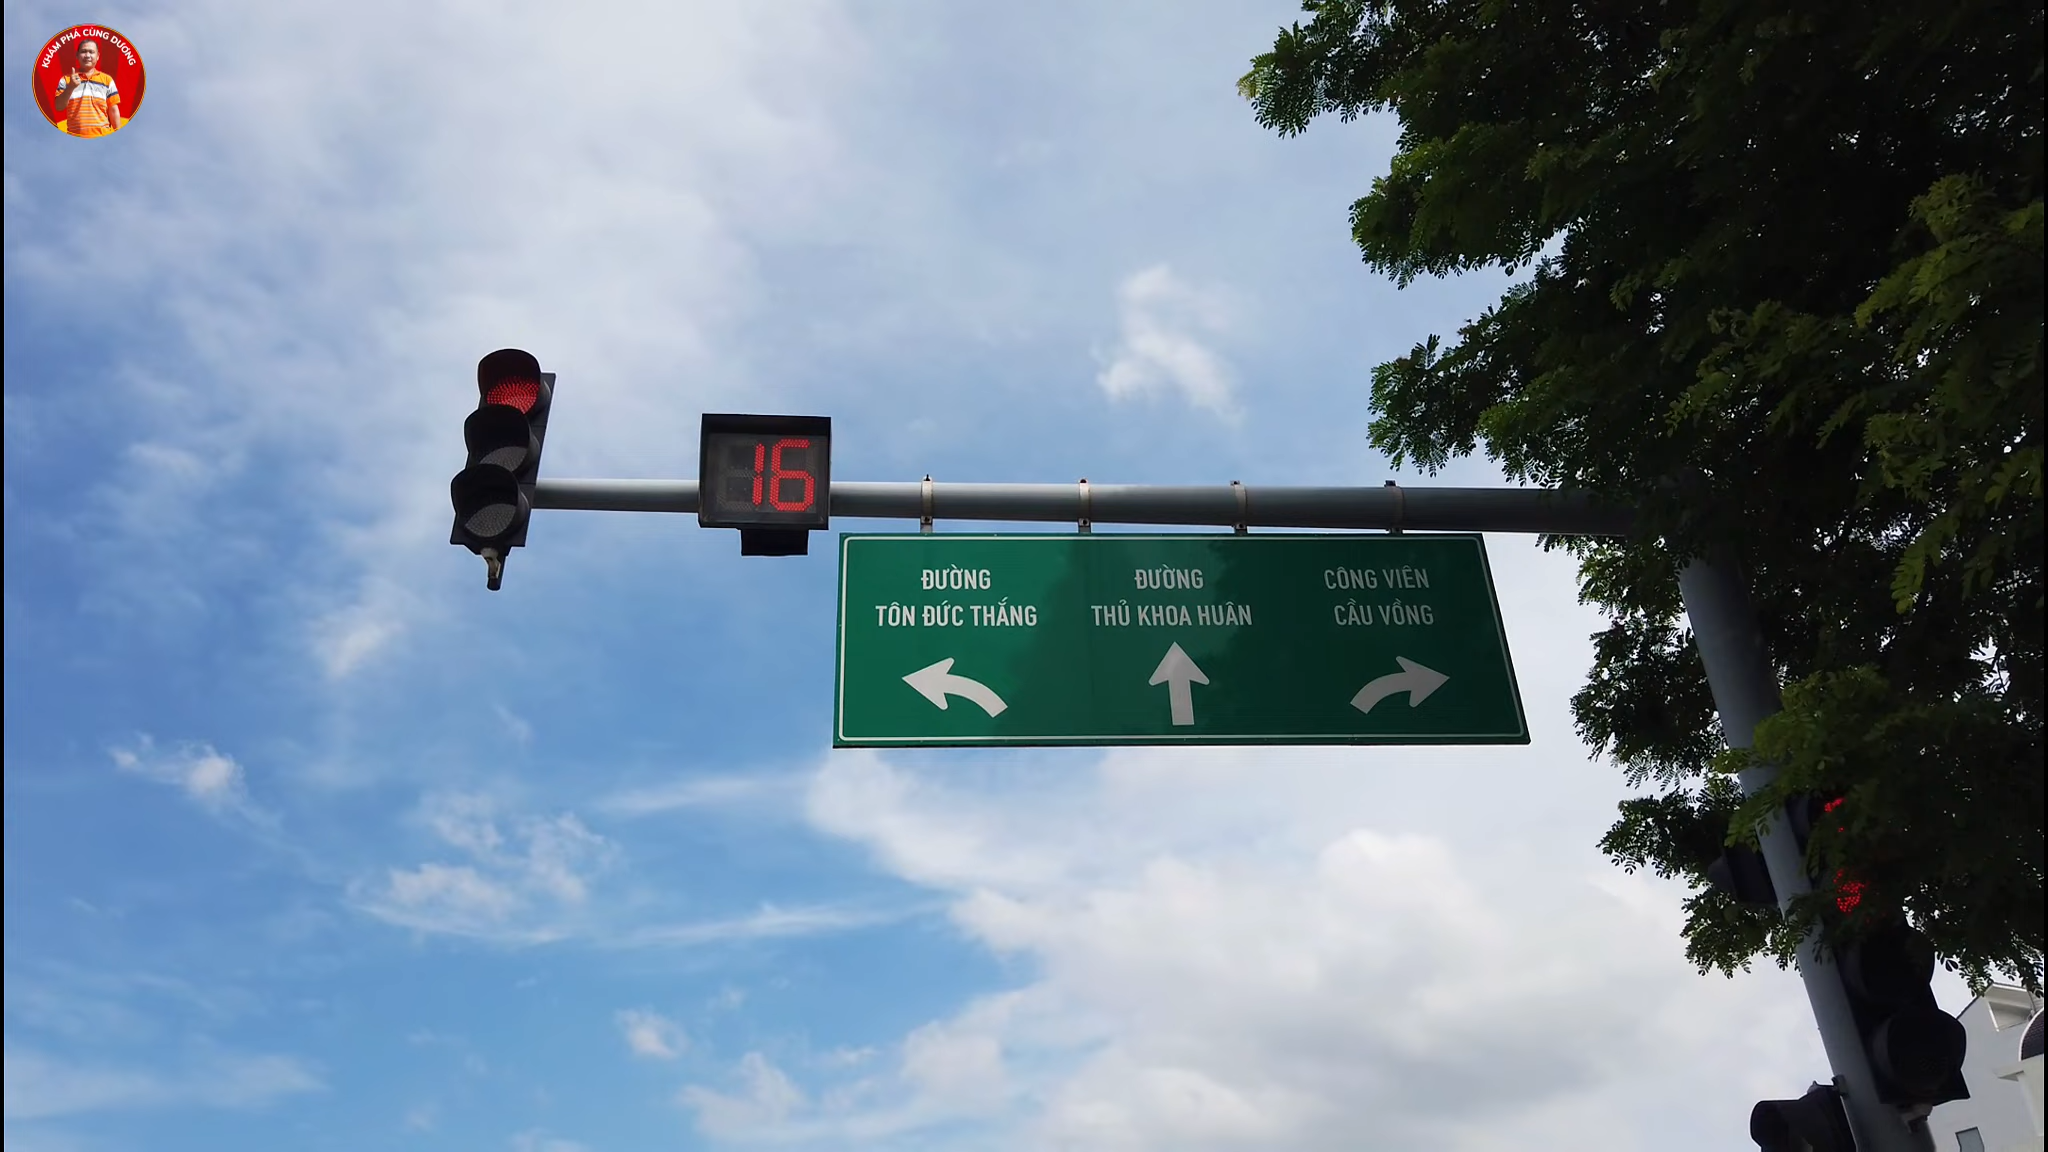 KHÁM PHÁ CÙNG DƯƠNG
16
ĐƯỜNG
TÔN ĐỨC THẮNG
ĐƯỜNG
THỦ KHOA HUÂN
CÔNG VIÊN
CẦU VỒNG